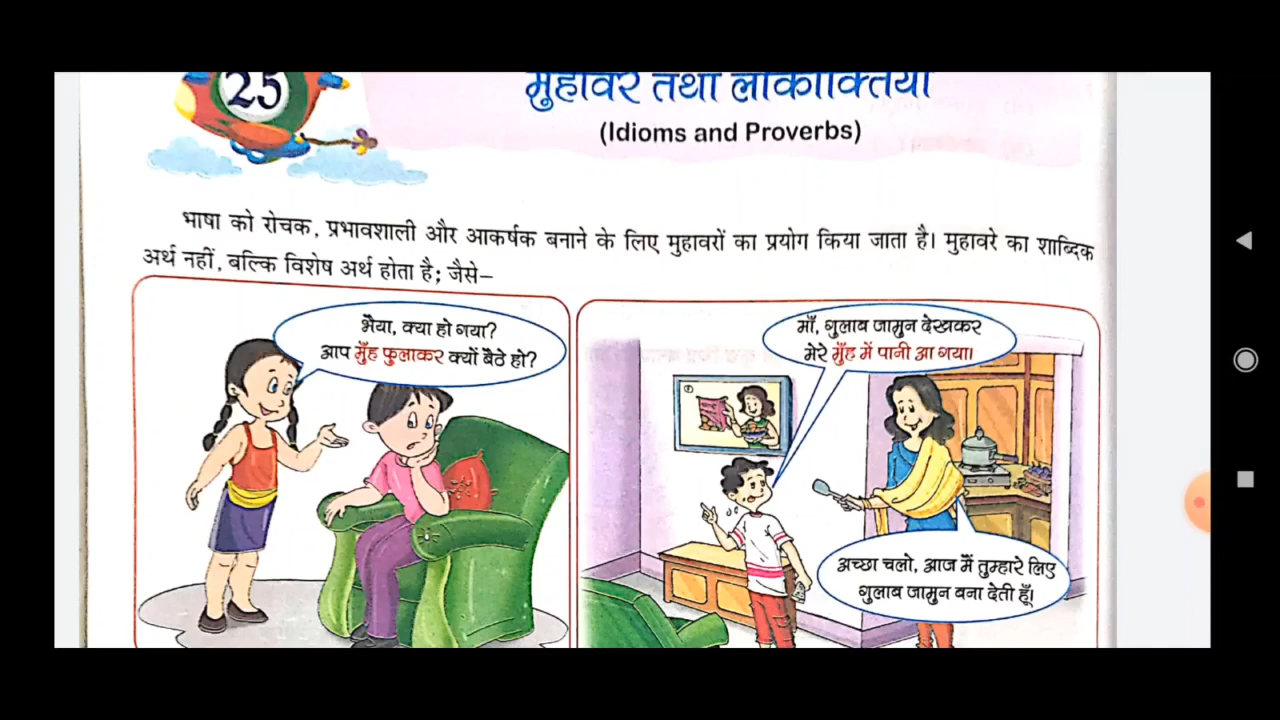 25
मुहावरे तथा लोकोक्तियाँ
(Idioms and Proverbs)
भाषा को रोचक, प्रभावशाली और आकर्षक बनाने के लिए मुहावरों का प्रयोग किया जाता है। मुहावरे का शाब्दिक
अर्थ नहीं, बल्कि विशेष अर्थ होता है; जैसे–
भैया, क्या हो गया?
आप मुँह फुलाकर क्यों बैठे हो?
माँ, गुलाब जामुन देखकर
मेरे मुँह में पानी आ गया।
अच्छा चलो, आज मैं तुम्हारे लिए
गुलाब जामुन बना देती हूँ।